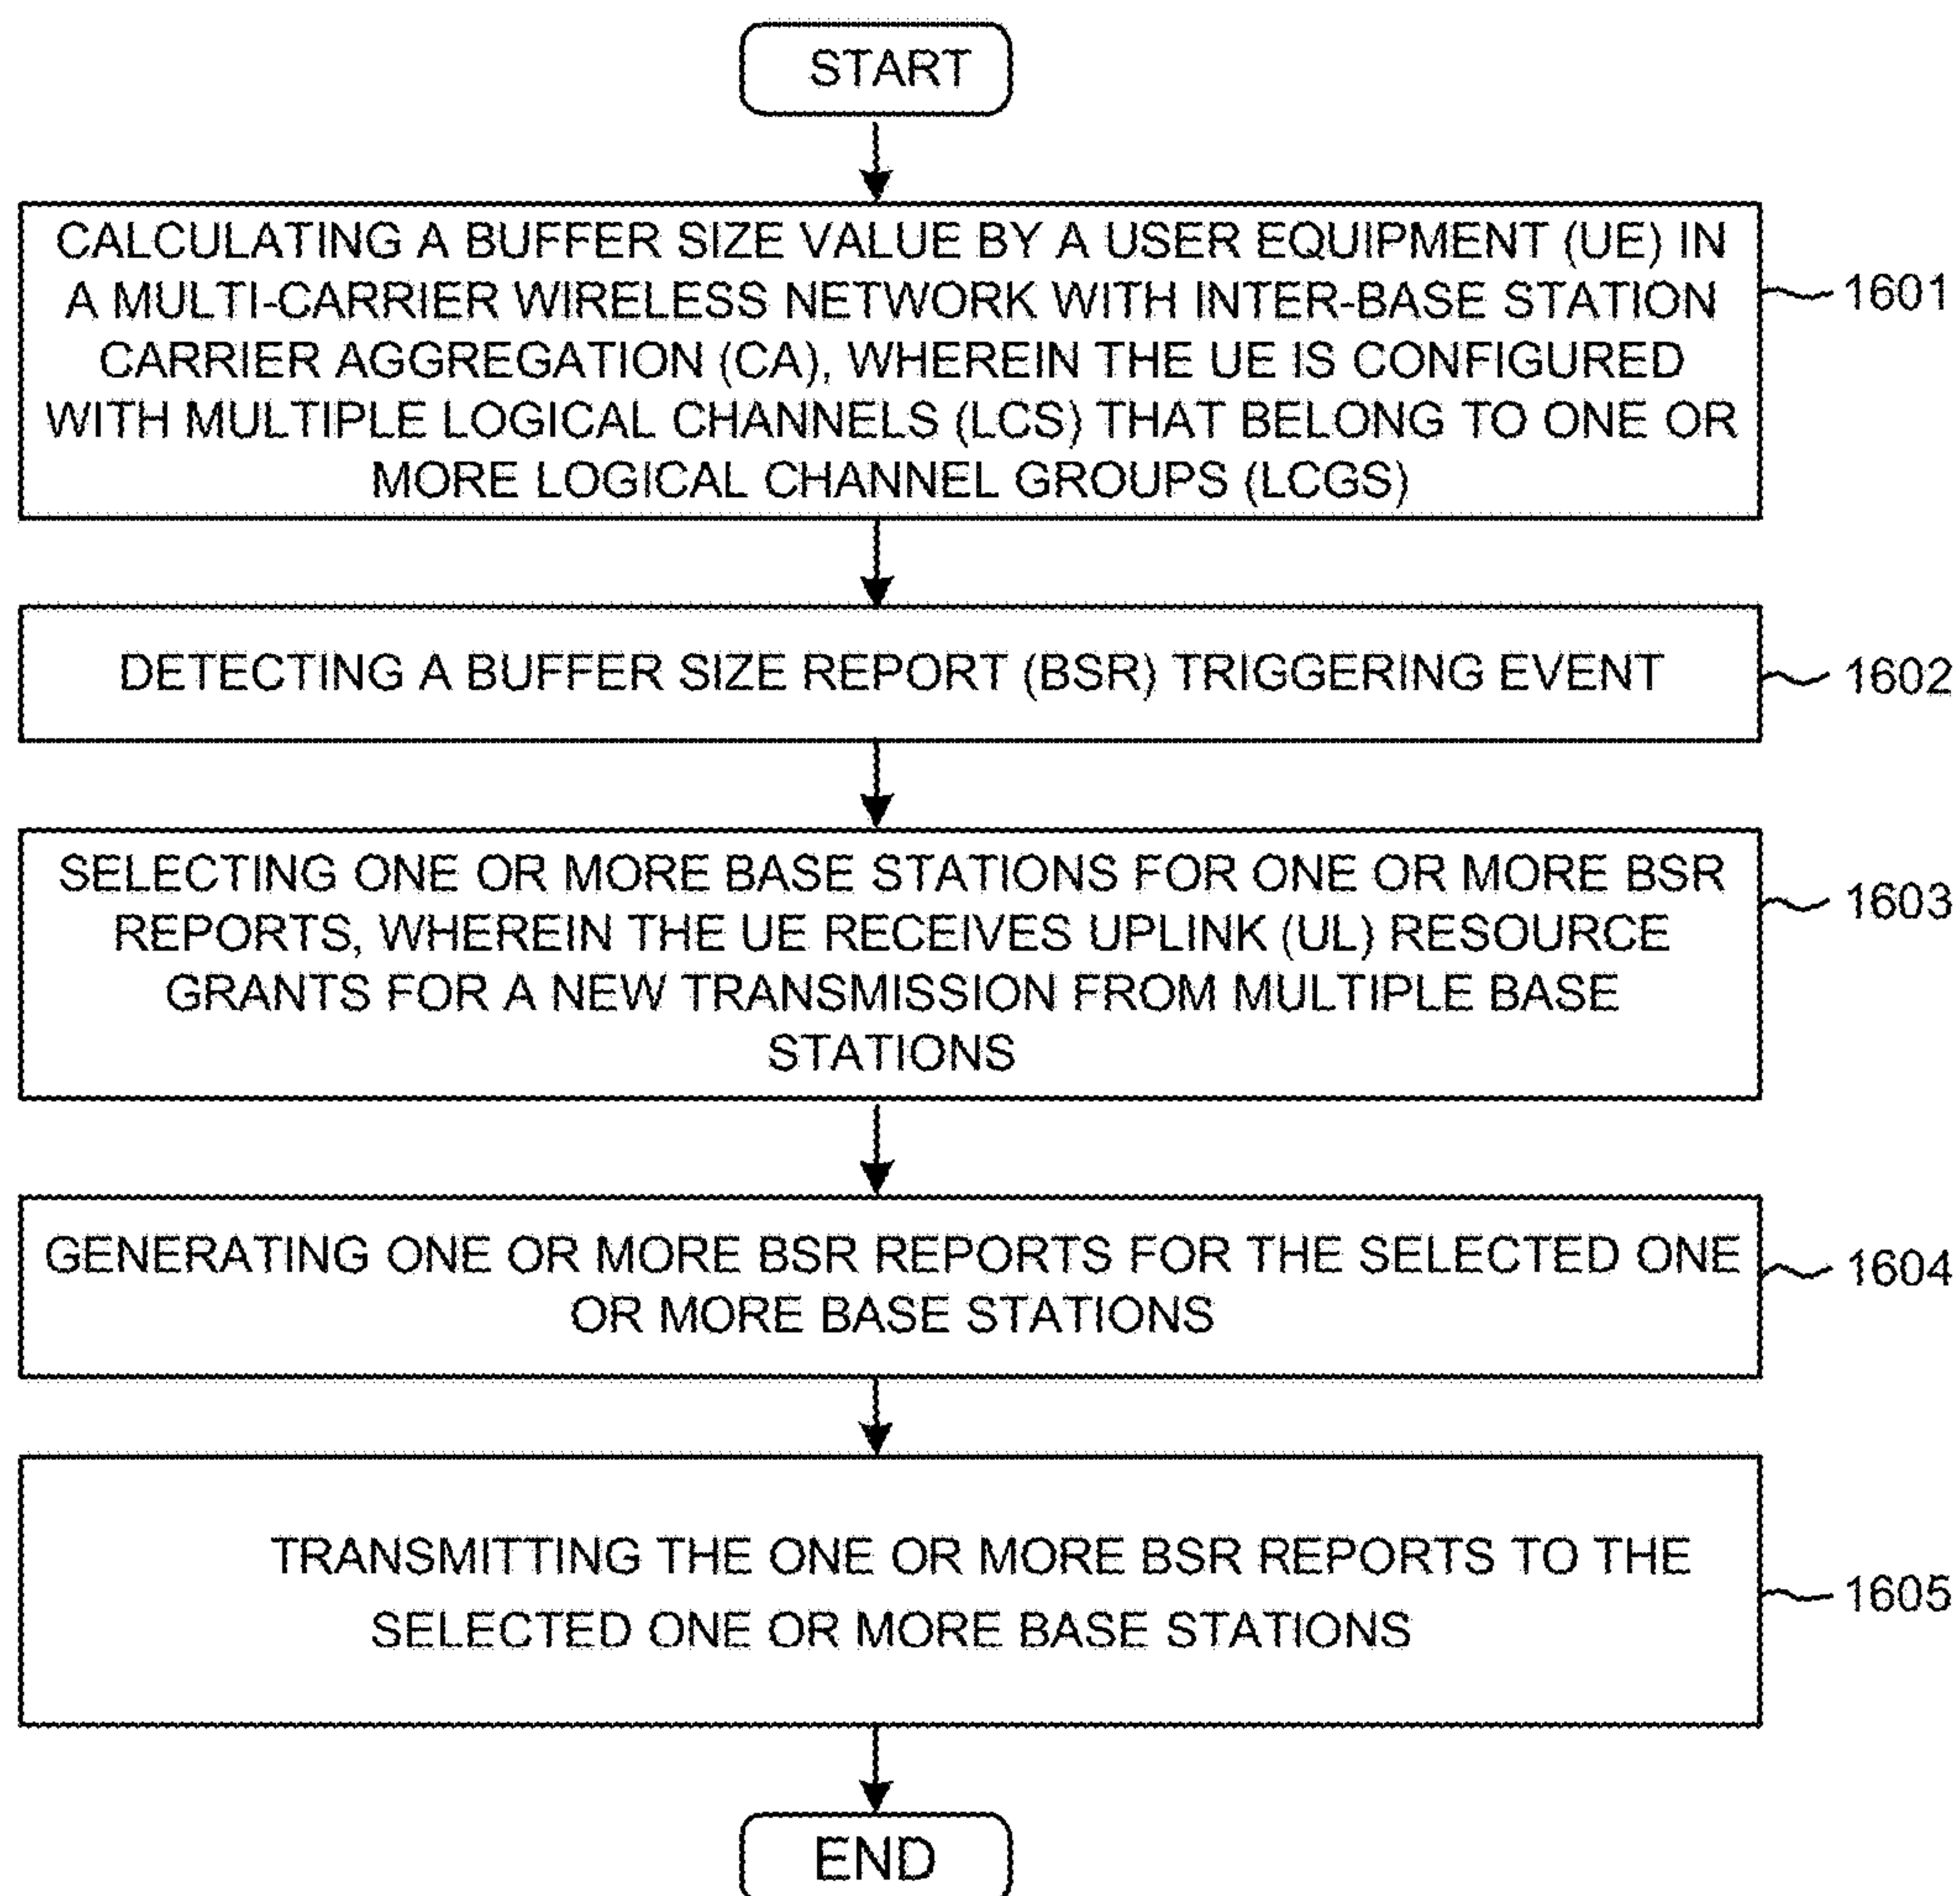 START
CALCULATING A BUFFER SIZE VALUE BY A USER EQUIPMENT (UE) IN
A MULTI-CARRIER WIRELESS NETWORK WITH INTER-BASE STATION
CARRIER AGGREGATION (CA), WHEREIN THE UE IS CONFIGURED
WITH MULTIPLE LOGICAL CHANNELS (LCS) THAT BELONG TO ONE OR
MORE LOGICAL CHANNEL GROUPS (LCGS)
1601
DETECTING A BUFFER SIZE REPORT (BSR) TRIGGERING EVENT
1602
SELECTING ONE OR MORE BASE STATIONS FOR ONE OR MORE BSR
REPORTS, WHEREIN THE UE RECEIVES UPLINK (UL) RESOURCE
GRANTS FOR A NEW TRANSMISSION FROM MULTIPLE BASE
STATIONS
1603
GENERATING ONE OR MORE BSR REPORTS FOR THE SELECTED ONE
OR MORE BASE STATIONS
1604
TRANSMITTING THE ONE OR MORE BSR REPORTS TO THE
SELECTED ONE OR MORE BASE STATIONS
1605
END